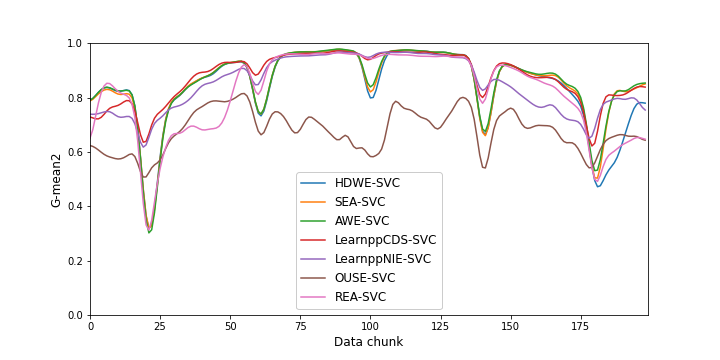 1.0
0.8
0.6
0.4
0.2
0.0
G-mean2
HDWE-SVC
SEA-SVC
AWE-SVC
LearnppCDS-SVC
LearnppNIE-SVC
OUSE-SVC
REA-SVC
0 25 50 75 100 125 150 175
Data chunk